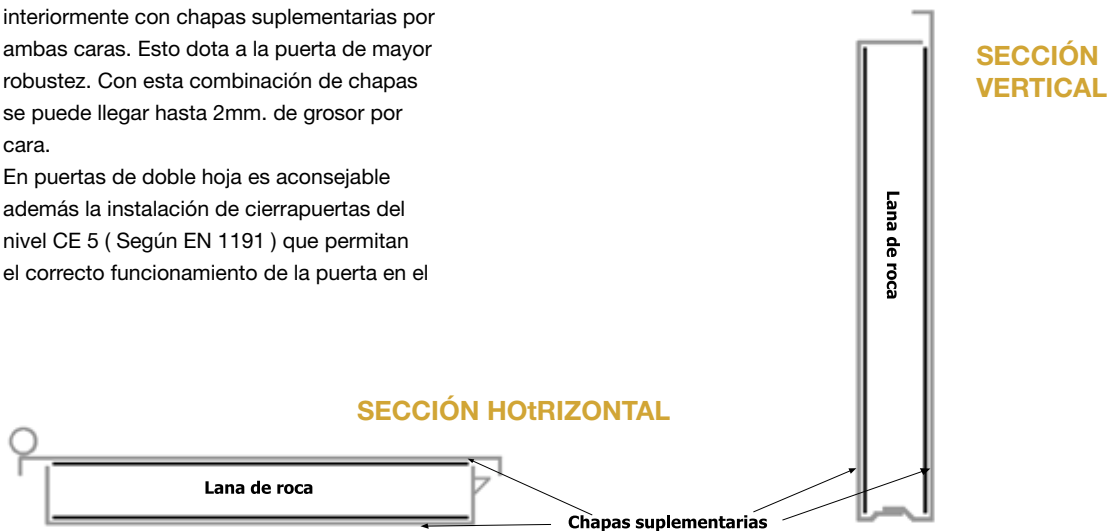 interiormente con chapas suplementarias por
ambas caras. Esto dota a la puerta de mayor
robustez. Con esta combinación de chapas
se puede llegar hasta 2mm. de grosor por
cara.
En puertas de doble hoja es aconsejable
además la instalación de cierrapuertas del
nivel CE 5 ( Según EN 1191 ) que permitan
el correcto funcionamiento de la puerta en el
SECCIÓN
VERTICAL
Lana de roca
SECCIÓN HOtRIZONTAL
Lana de roca
Chapas suplementarias